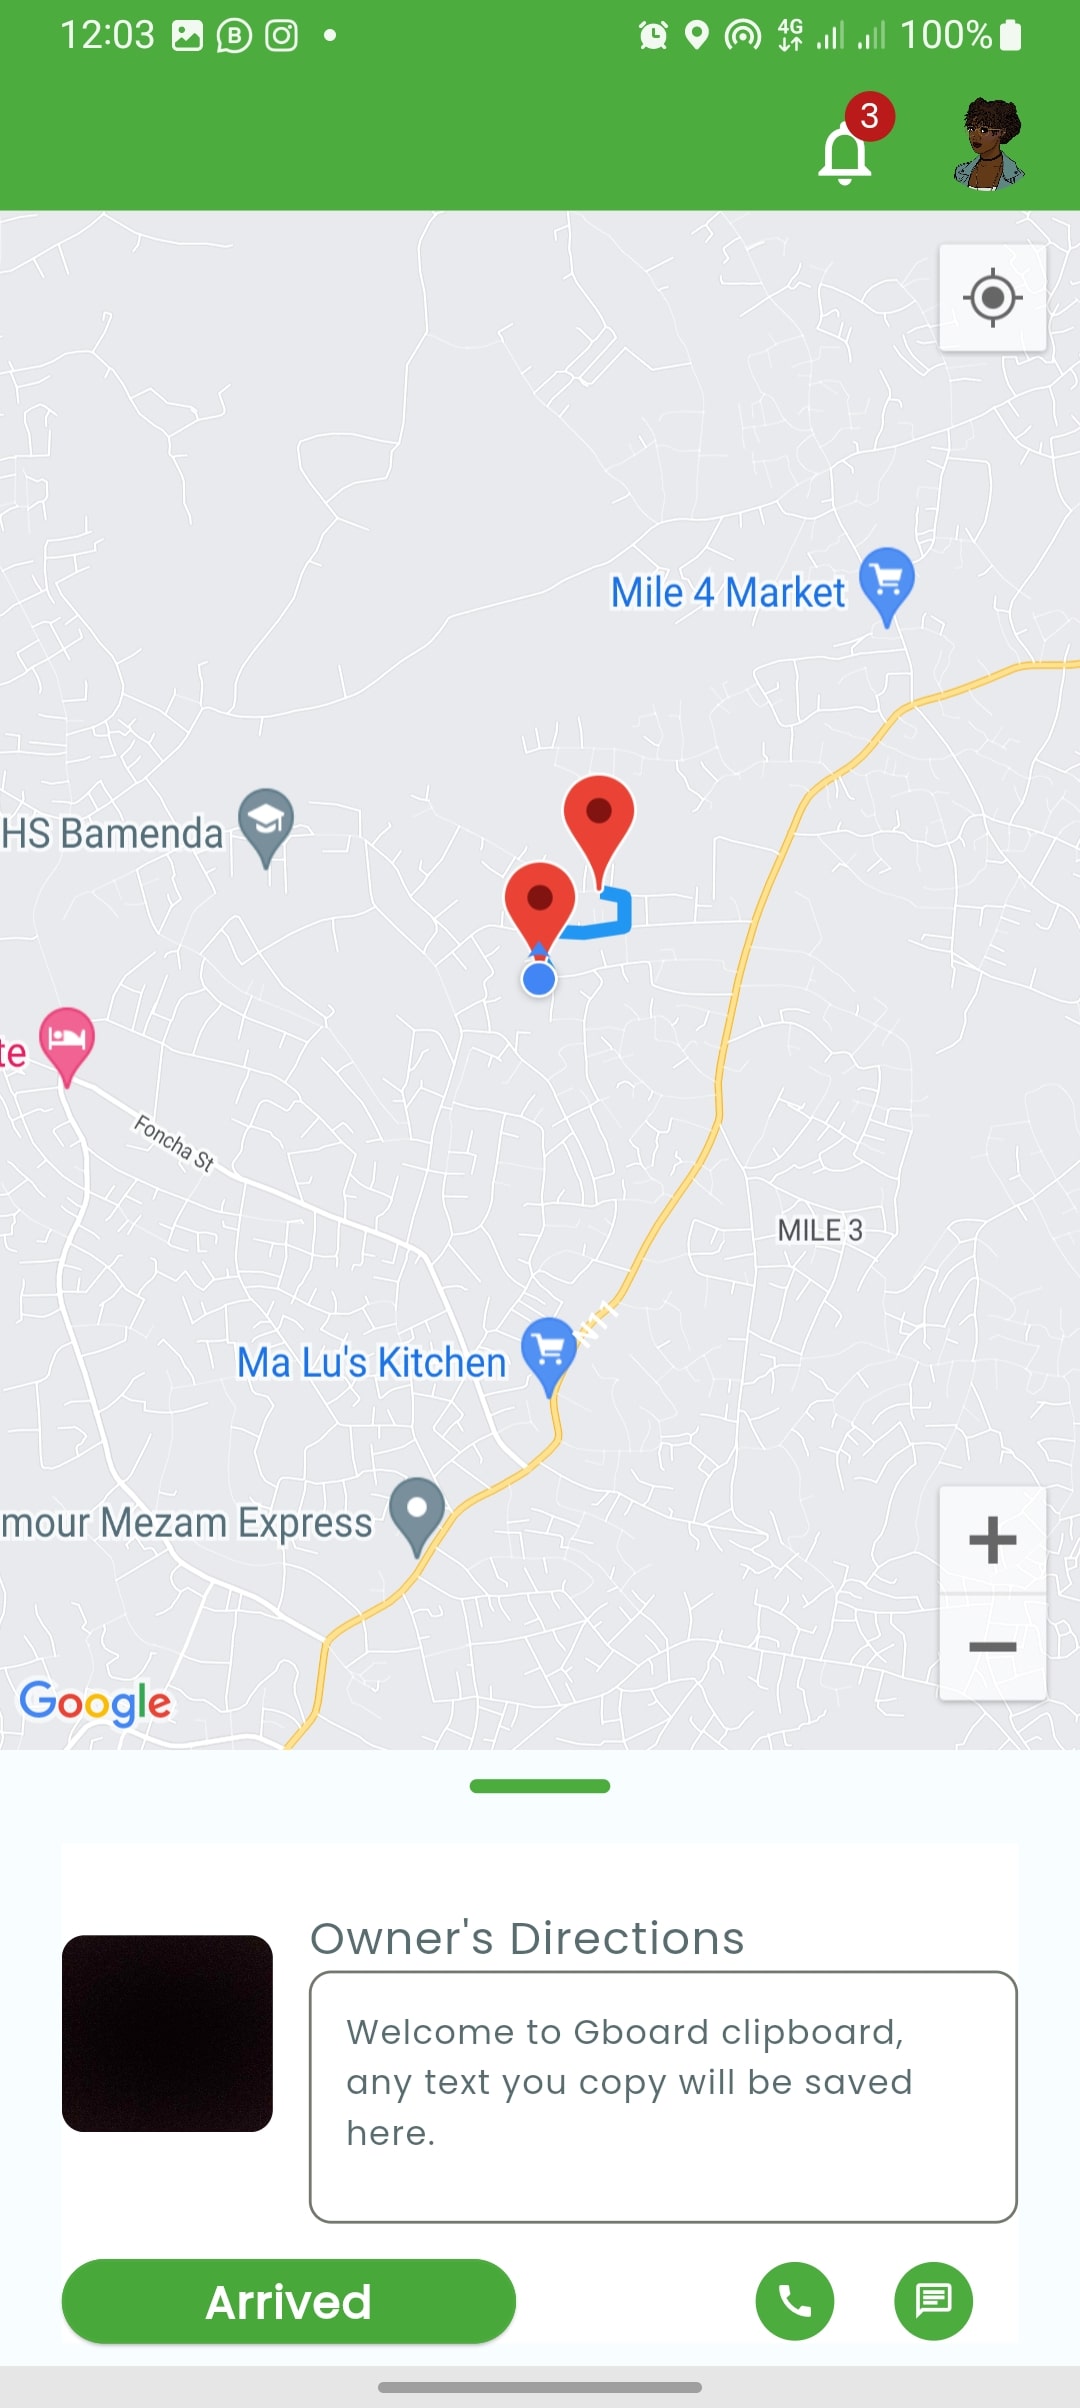 12:03
4G
100%
3
Mile 4 Market
HS Bamenda
te
Foncha St
MILE 3
N11
Ma Lu's Kitchen
mour Mezam Express
Google
Owner's Directions
Welcome to Gboard clipboard,
any text you copy will be saved
here.
Arrived